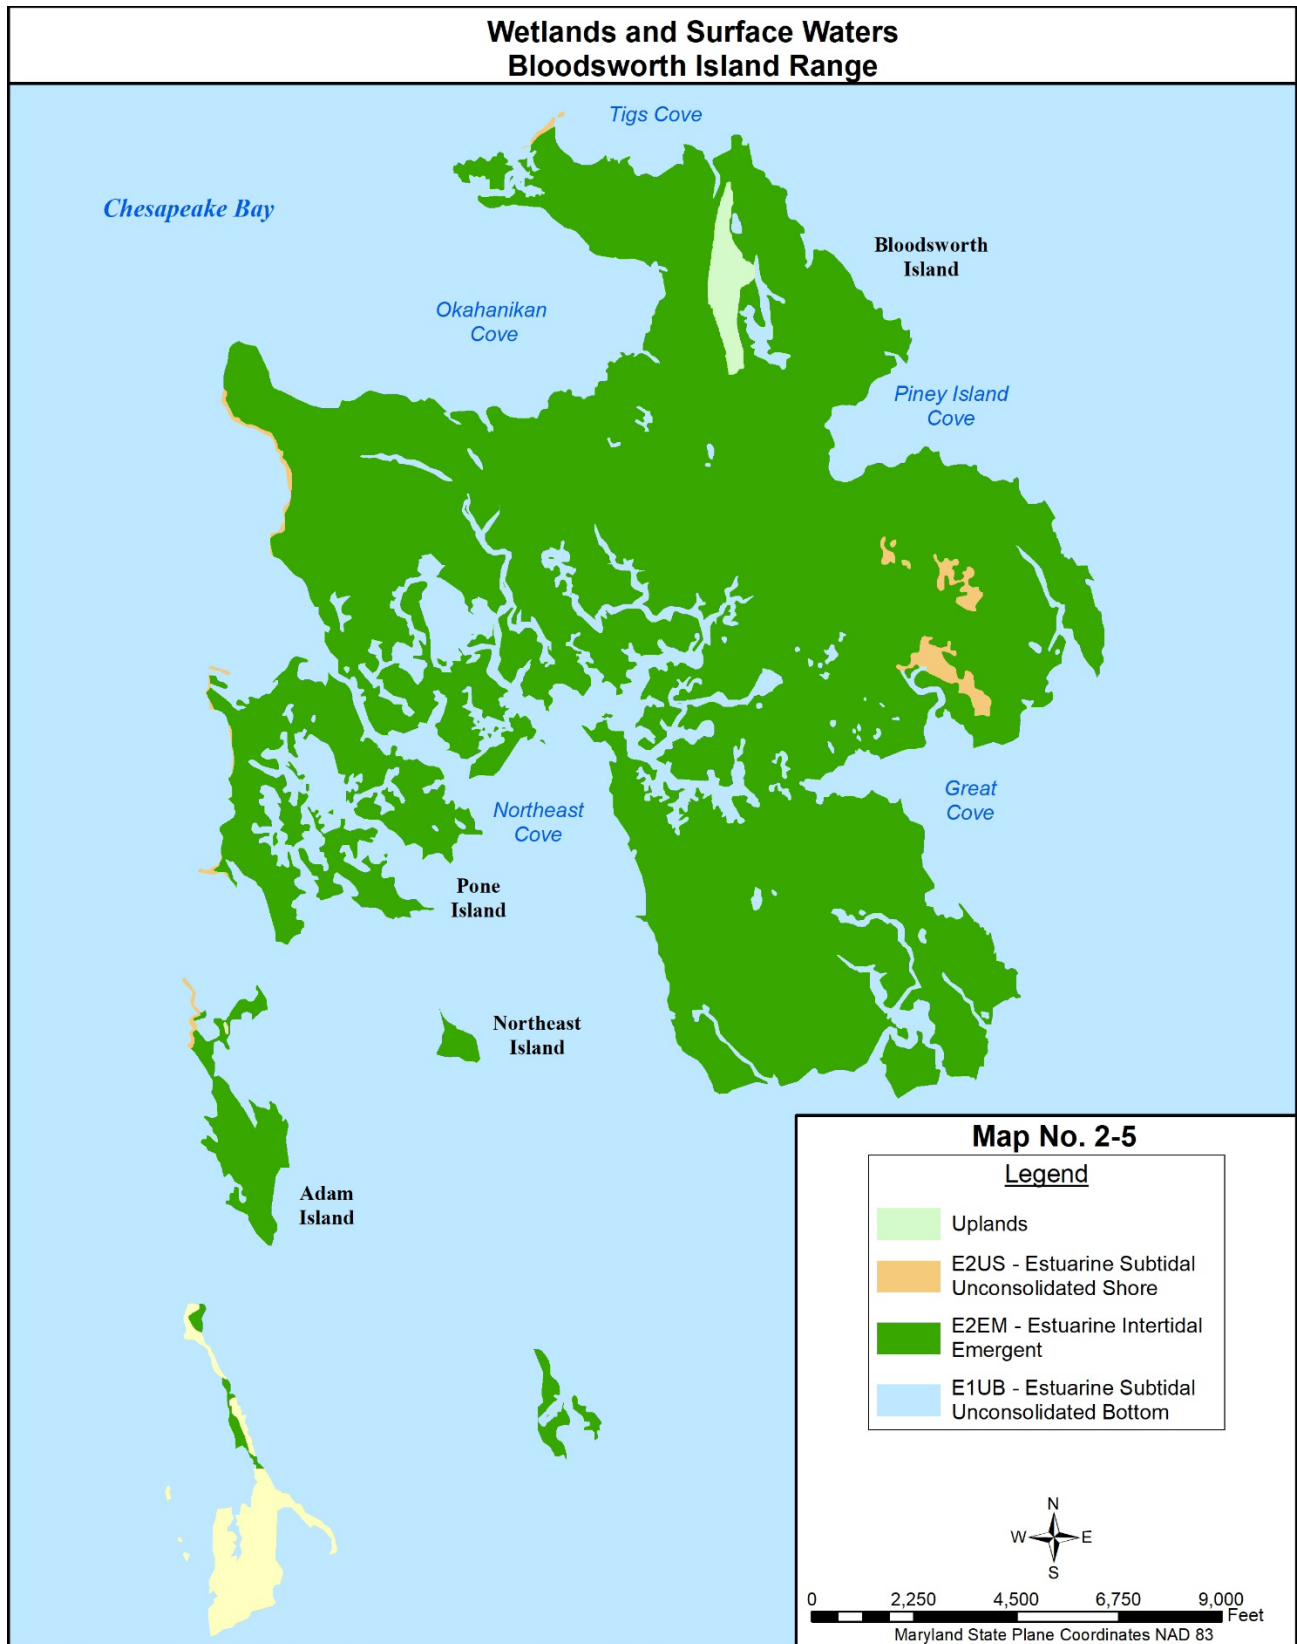 Wetlands and Surface Waters
Bloodsworth Island Range
Tigs Cove
Chesapeake Bay
Bloodsworth
Island
Okahanikan
Cove
Piney Island
Cove
Northeast
Cove
Great
Cove
Pone
Island
Northeast
Island
Adam
Island
Map No. 2-5
Legend
Uplands
E2US - Estuarine Subtidal
Unconsolidated Shore
E2EM - Estuarine Intertidal
Emergent
E1UB - Estuarine Subtidal
Unconsolidated Bottom
N
W E
S
0 2,250 4,500 6,750 9,000
Feet
Maryland State Plane Coordinates NAD 83